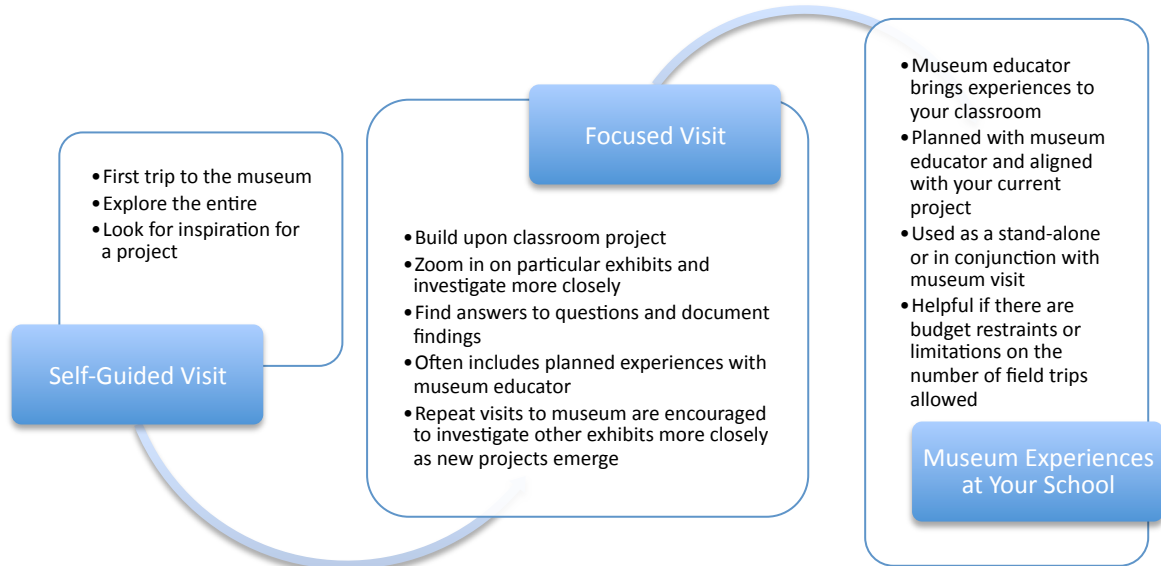 • First trip to the museum
• Explore the entire
• Look for inspiration for
a project
Self-Guided Visit
Focused Visit
• Build upon classroom project
• Zoom in on particular exhibits and
investigate more closely
• Find answers to questions and document
findings
• Often includes planned experiences with
museum educator
• Repeat visits to museum are encouraged
to investigate other exhibits more closely
as new projects emerge
• Museum educator
brings experiences to
your classroom
• Planned with museum
educator and aligned
with your current
project
• Used as a stand-alone
or in conjunction with
museum visit
• Helpful if there are
budget restraints or
limitations on the
number of field trips
allowed
Museum Experiences
at Your School